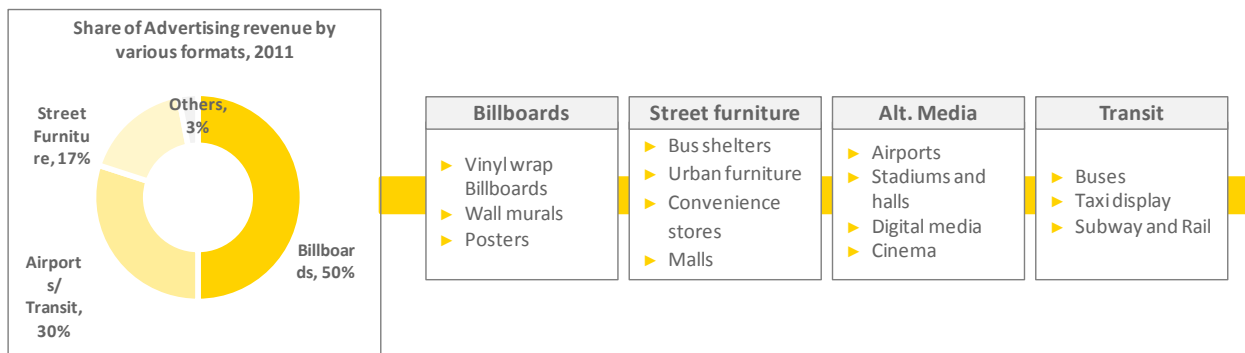 Share of Advertising revenue by
various formats, 2011
Others,
3%
Street
Furnitu
re, 17%
Airport
s/
Transit,
30%
Billboar
ds, 50%
Billboards
► Vinyl wrap
Billboards
► Wall murals
► Posters
Street furniture
► Bus shelters
► Urban furniture
► Convenience
stores
► Malls
Alt. Media
► Airports
► Stadiums and
halls
► Digital media
► Cinema
Transit
► Buses
► Taxi display
► Subway and Rail